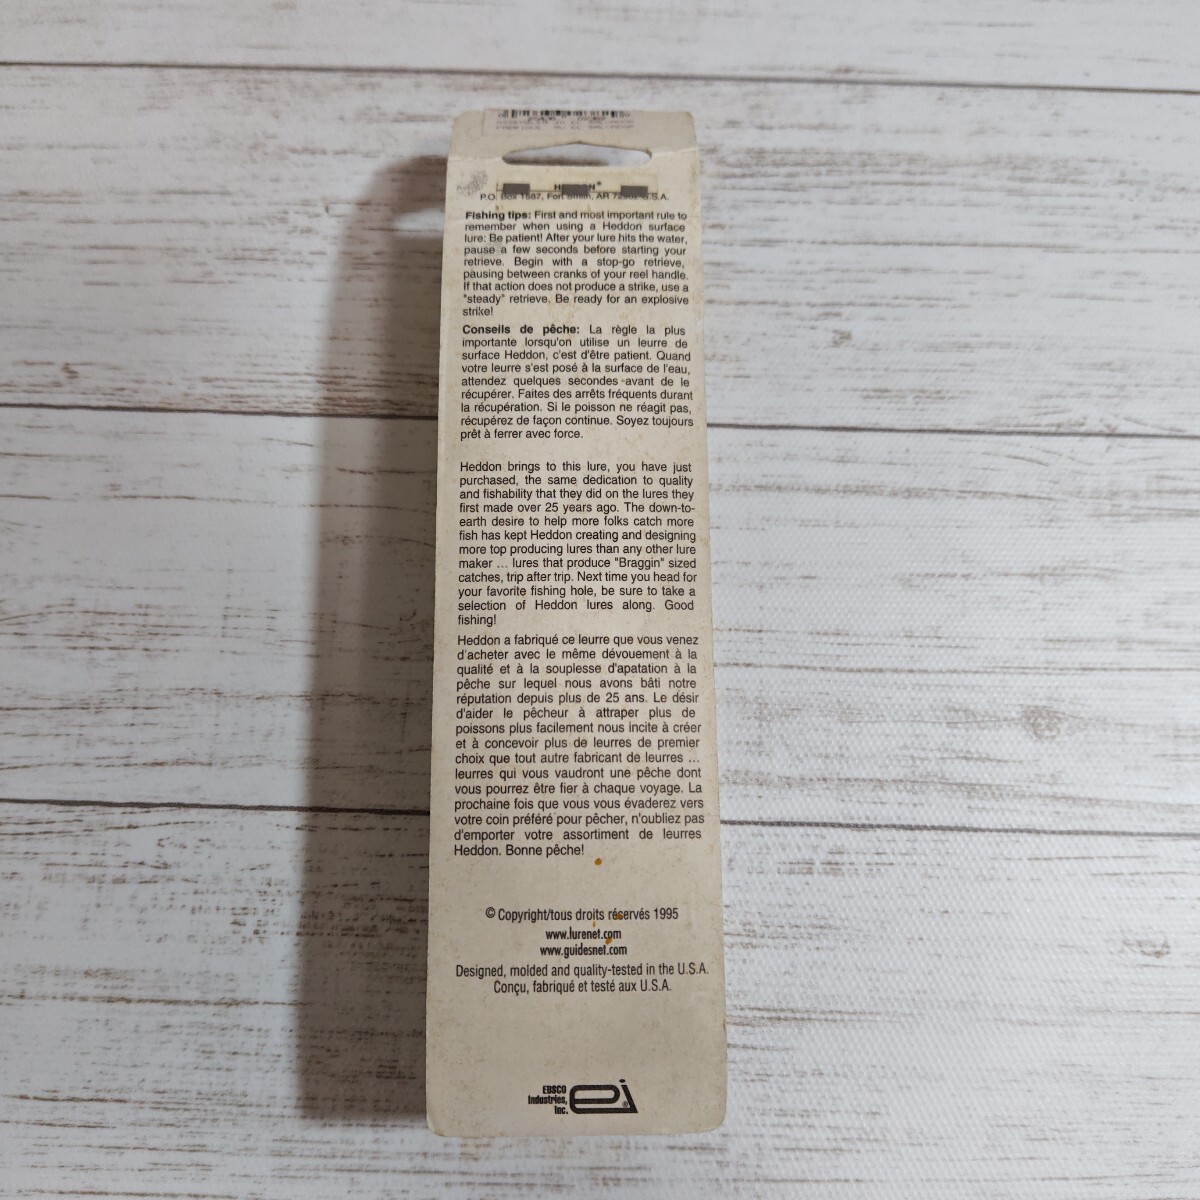 HEDDON®
P.O. Box 1587, Fort Smith, AR U.S.A.
Fishing tips: First and most important rule to
remember when using a Heddon surface
lure: Be patient! After your lure hits the water,
pause a few seconds before starting your
retrieve. Begin with a stop-go retrieve,
pausing between cranks of your reel handle.
If that action does not produce a strike, use a
"steady" retrieve. Be ready for an explosive
strike!
Conseils de pêche: La règle la plus
importante lorsqu'on utilise un leurre de
surface Heddon, c'est d'être patient. Quand
votre leurre s'est posé à la surface de l'eau,
attendez quelques secondes avant de le
récupérer. Faites des arrêts fréquents durant
la récupération. Si le poisson ne réagit pas,
récupérez de façon continue. Soyez toujours
prêt à ferrer avec force.
Heddon brings to this lure, you have just
purchased, the same dedication to quality
and fishability that they did on the lures they
first made over 25 years ago. The down-to-
earth desire to help more folks catch more
fish has kept Heddon creating and designing
more top producing lures than any other lure
maker ... lures that produce "Braggin" sized
catches, trip after trip. Next time you head for
your favorite fishing hole, be sure to take a
selection of Heddon lures along. Good
fishing!
Heddon a fabriqué ce leurre que vous venez
d'acheter avec le même dévouement à la
qualité et à la souplesse d'apatation à la
pêche sur lequel nous avons bâti notre
réputation depuis plus de 25 ans. Le désir
d'aider le pêcheur à attraper plus de
poissons plus facilement nous incite à créer
et à concevoir plus de leurres de premier
choix que tout autre fabricant de leurres ...
leurres qui vous vaudront une pêche dont
vous pourrez être fier à chaque voyage. La
prochaine fois que vous vous évaderez vers
votre coin préféré pour pêcher, n'oubliez pas
d'emporter votre assortiment de leurres
Heddon. Bonne pêche!
© Copyright/tous droits réservés 1995
www.lurenet.com
www.guidesnet.com
Designed, molded and quality-tested in the U.S.A.
Conçu, fabriqué et testé aux U.S.A.
EBSCO
Industries,
Inc.
ei®